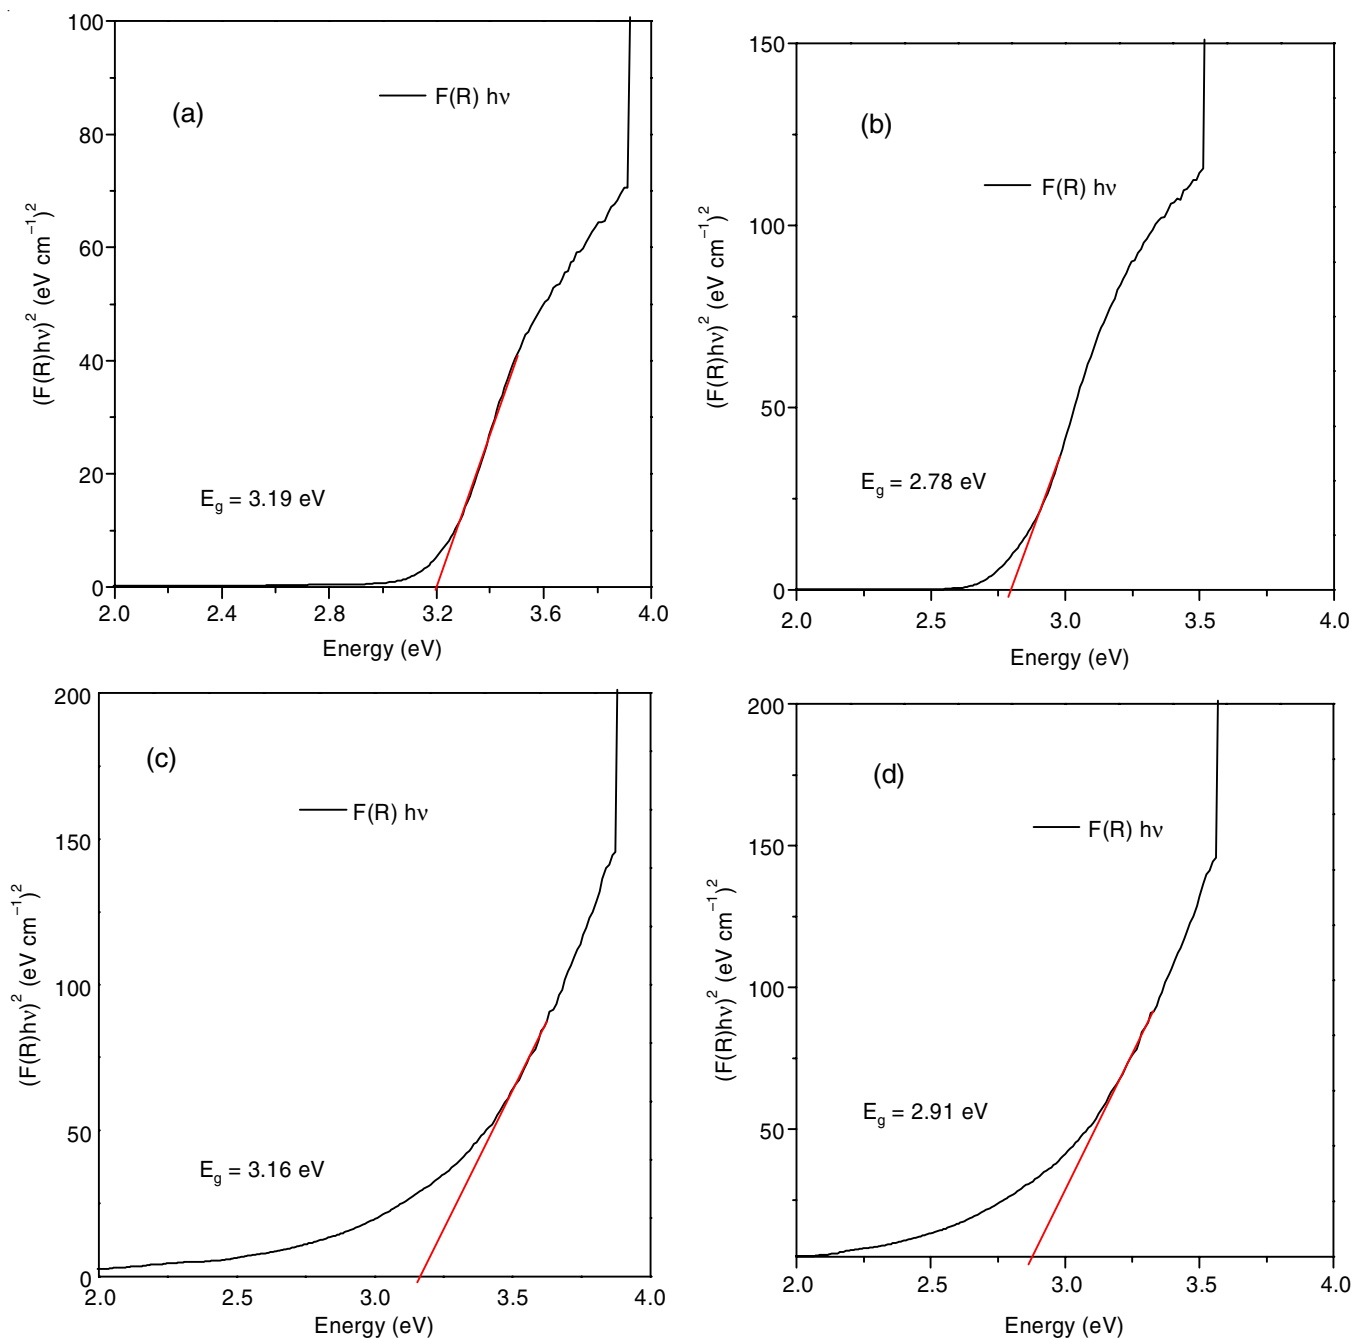 (a)
F(R) hν
E_g = 3.19 eV
(F(R)hν)² (eV cm⁻¹)²
100
80
60
40
20
0
2.0 2.4 2.8 3.2 3.6 4.0
Energy (eV)
(b)
F(R) hν
E_g = 2.78 eV
(F(R)hν)² (eV cm⁻¹)²
150
100
50
0
2.0 2.5 3.0 3.5 4.0
Energy (eV)
(c)
F(R) hν
E_g = 3.16 eV
(F(R)hν)² (eV cm⁻¹)²
200
150
100
50
0
2.0 2.5 3.0 3.5 4.0
Energy (eV)
(d)
F(R) hν
E_g = 2.91 eV
(F(R)hν)² (eV cm⁻¹)²
200
150
100
50
2.0 2.5 3.0 3.5 4.0
Energy (eV)